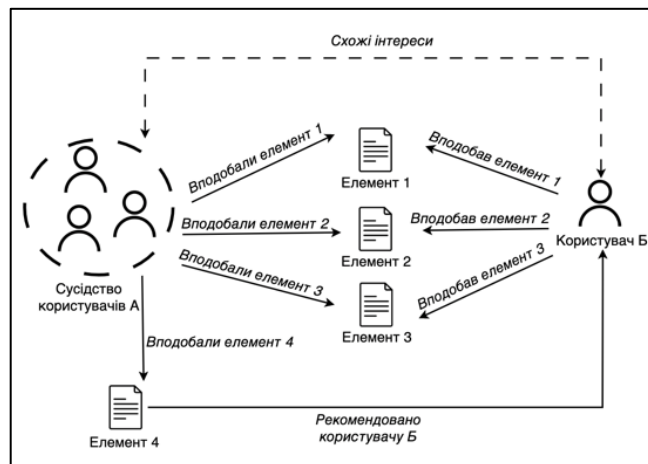 Схожі інтереси
Вподобали елемент 1
Вподобав елемент 1
Елемент 1
Вподобали елемент 2
Вподобав елемент 2
Елемент 2
Користувач Б
Сусідство
користувачів А
Вподобали елемент 3
Вподобав елемент 3
Елемент 3
Вподобали елемент 4
Елемент 4
Рекомендовано
користувачу Б